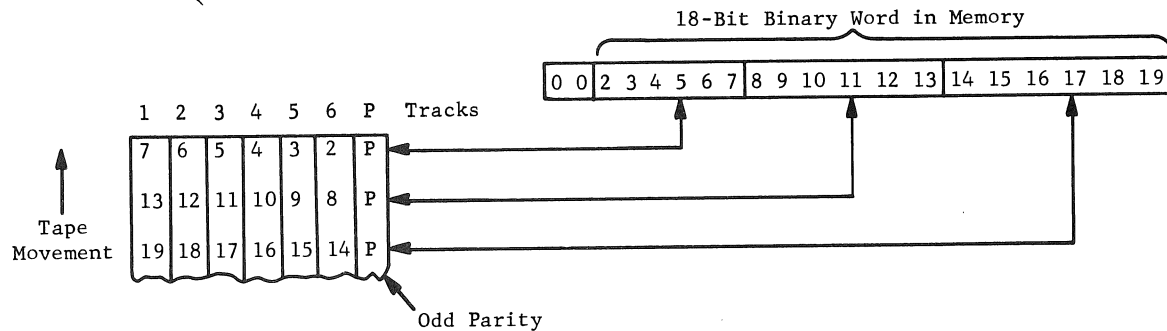 18-Bit Binary Word in Memory
0 0 2 3 4 5 6 7 8 9 10 11 12 13 14 15 16 17 18 19
1 2 3 4 5 6 P Tracks
7 6 5 4 3 2 P
13 12 11 10 9 8 P
19 18 17 16 15 14 P
Tape
Movement
Odd Parity